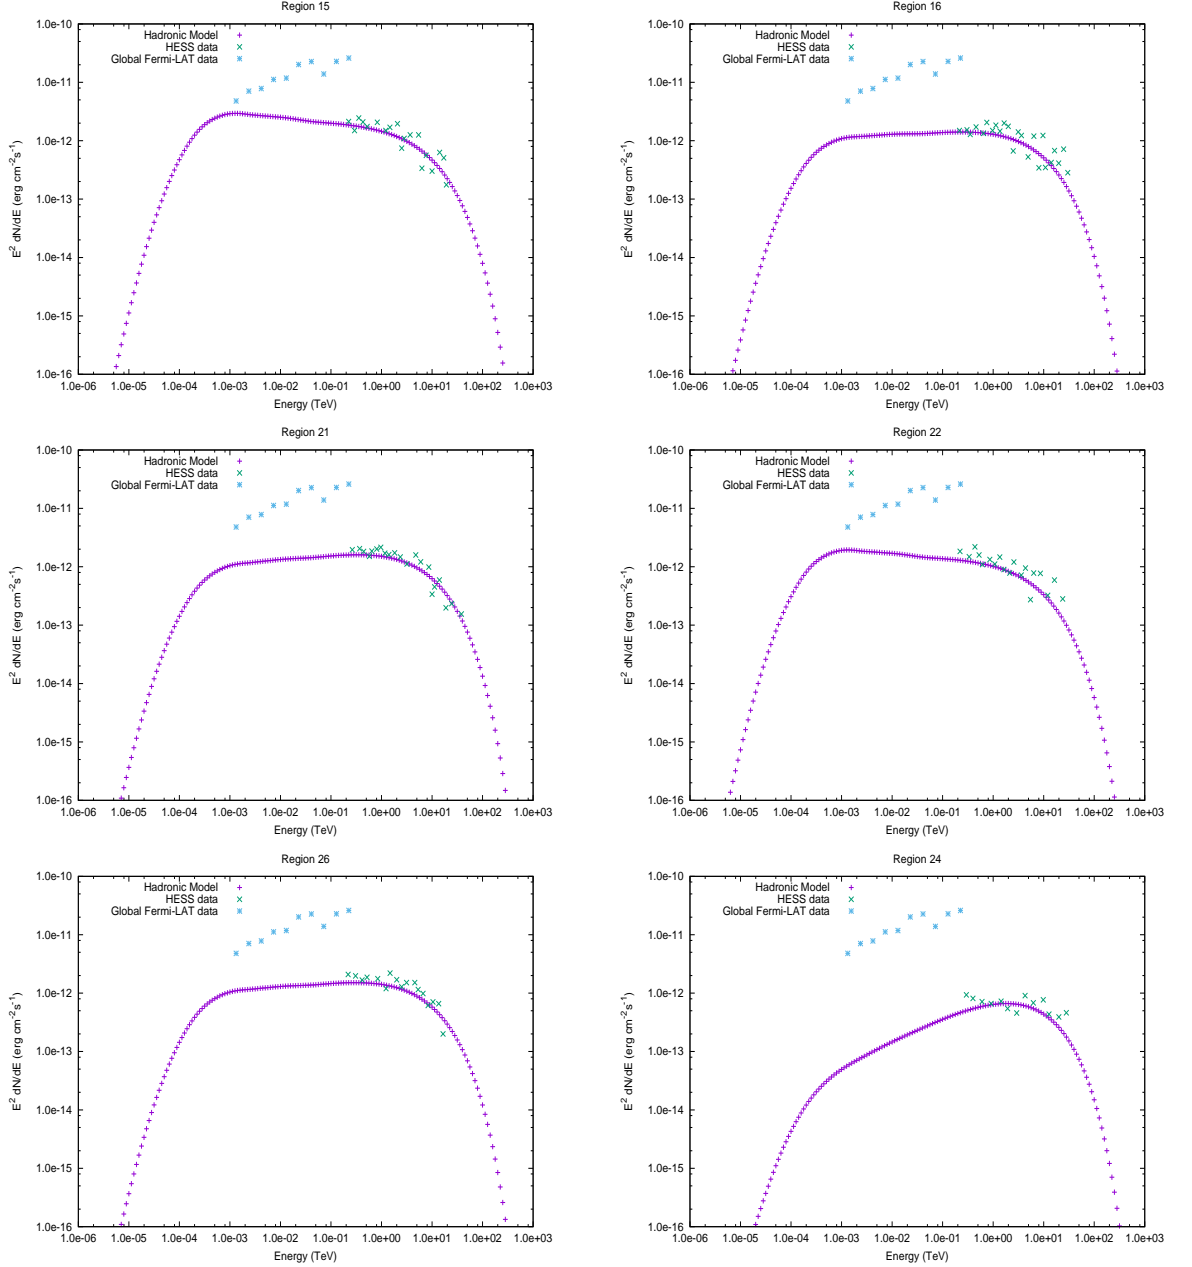 Region 15
1.0e-10
1.0e-11
1.0e-12
1.0e-13
1.0e-14
1.0e-15
1.0e-16
E² dN/dE (erg cm⁻²s⁻¹)
Hadronic Model
HESS data
Global Fermi-LAT data
1.0e-06 1.0e-05 1.0e-04 1.0e-03 1.0e-02 1.0e-01 1.0e+00 1.0e+01 1.0e+02 1.0e+03
Energy (TeV)
Region 16
1.0e-10
1.0e-11
1.0e-12
1.0e-13
1.0e-14
1.0e-15
1.0e-16
E² dN/dE (erg cm⁻²s⁻¹)
Hadronic Model
HESS data
Global Fermi-LAT data
1.0e-06 1.0e-05 1.0e-04 1.0e-03 1.0e-02 1.0e-01 1.0e+00 1.0e+01 1.0e+02 1.0e+03
Energy (TeV)
Region 21
1.0e-10
1.0e-11
1.0e-12
1.0e-13
1.0e-14
1.0e-15
1.0e-16
E² dN/dE (erg cm⁻²s⁻¹)
Hadronic Model
HESS data
Global Fermi-LAT data
1.0e-06 1.0e-05 1.0e-04 1.0e-03 1.0e-02 1.0e-01 1.0e+00 1.0e+01 1.0e+02 1.0e+03
Energy (TeV)
Region 22
1.0e-10
1.0e-11
1.0e-12
1.0e-13
1.0e-14
1.0e-15
1.0e-16
E² dN/dE (erg cm⁻²s⁻¹)
Hadronic Model
HESS data
Global Fermi-LAT data
1.0e-06 1.0e-05 1.0e-04 1.0e-03 1.0e-02 1.0e-01 1.0e+00 1.0e+01 1.0e+02 1.0e+03
Energy (TeV)
Region 26
1.0e-10
1.0e-11
1.0e-12
1.0e-13
1.0e-14
1.0e-15
1.0e-16
E² dN/dE (erg cm⁻²s⁻¹)
Hadronic Model
HESS data
Global Fermi-LAT data
1.0e-06 1.0e-05 1.0e-04 1.0e-03 1.0e-02 1.0e-01 1.0e+00 1.0e+01 1.0e+02 1.0e+03
Energy (TeV)
Region 24
1.0e-10
1.0e-11
1.0e-12
1.0e-13
1.0e-14
1.0e-15
1.0e-16
E² dN/dE (erg cm⁻²s⁻¹)
Hadronic Model
HESS data
Global Fermi-LAT data
1.0e-06 1.0e-05 1.0e-04 1.0e-03 1.0e-02 1.0e-01 1.0e+00 1.0e+01 1.0e+02 1.0e+03
Energy (TeV)